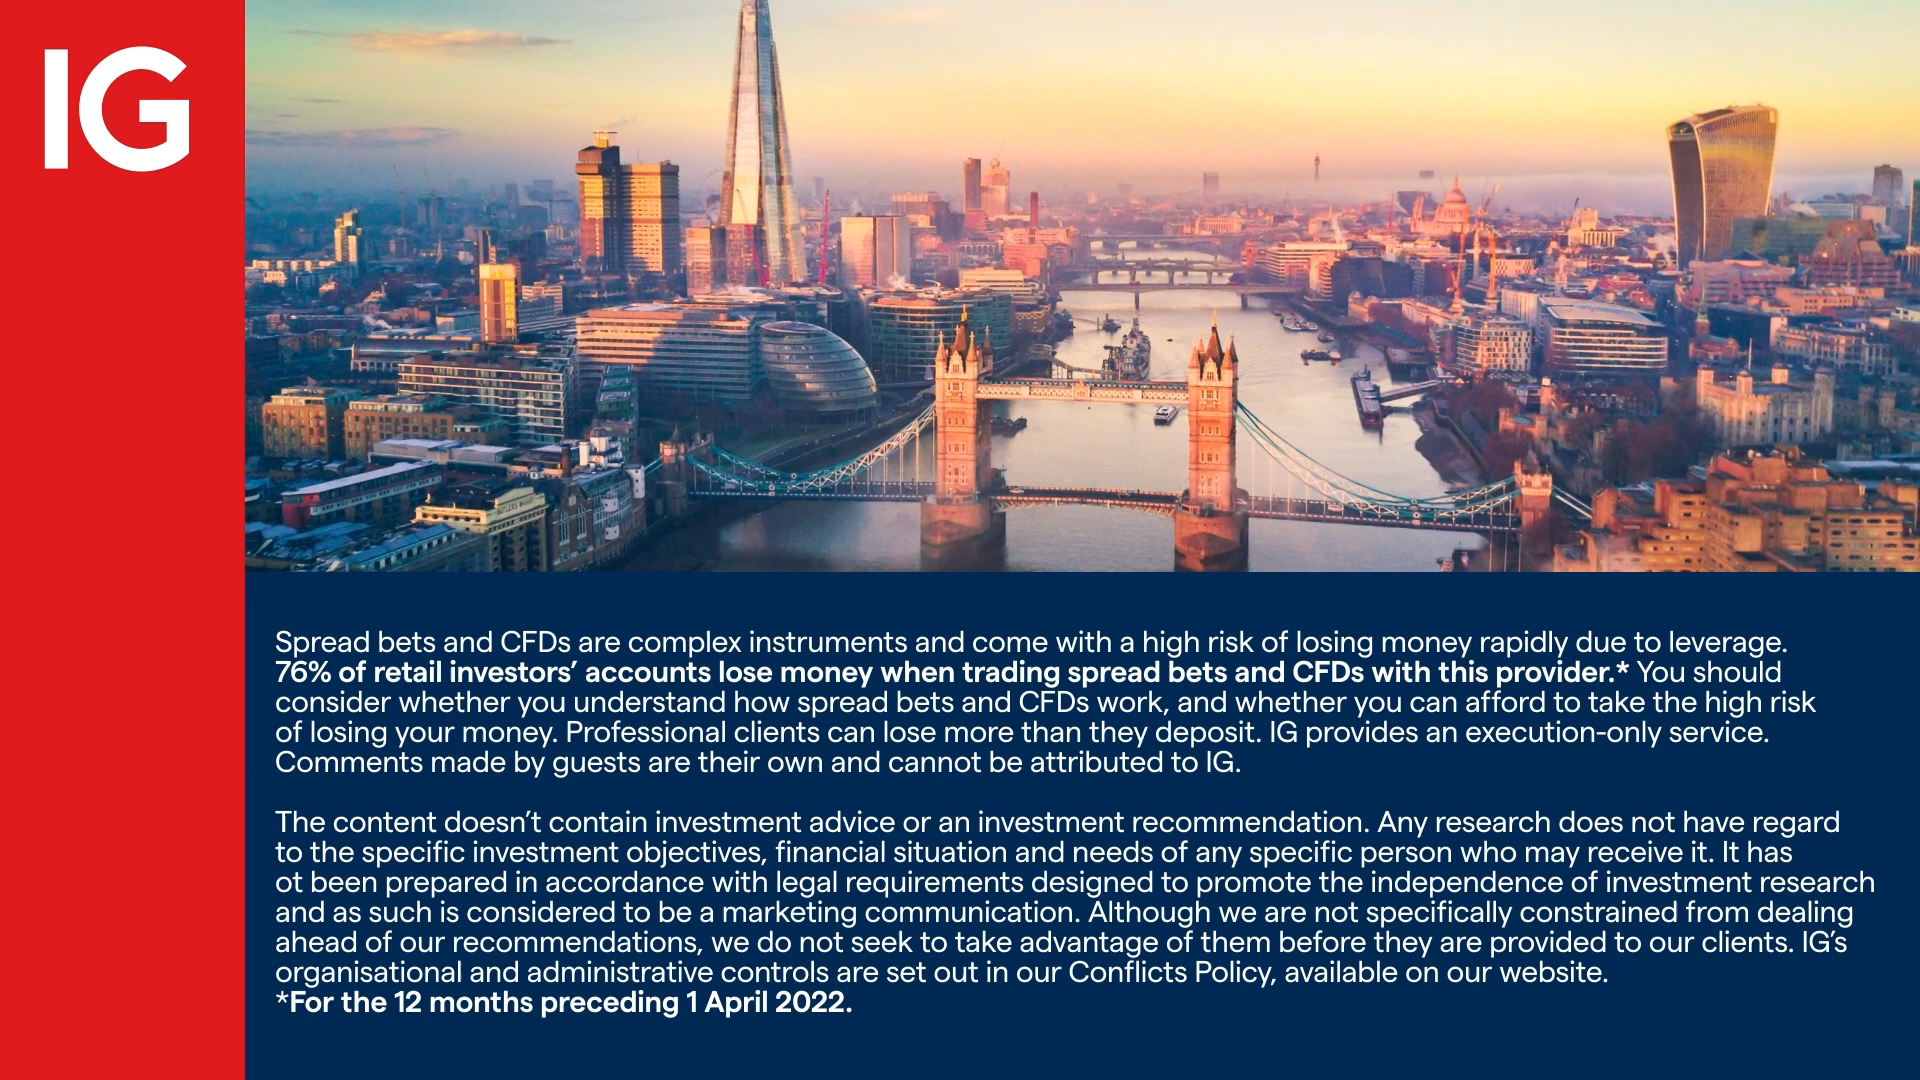 IG
Spread bets and CFDs are complex instruments and come with a high risk of losing money rapidly due to leverage.
76% of retail investors’ accounts lose money when trading spread bets and CFDs with this provider.* You should
consider whether you understand how spread bets and CFDs work, and whether you can afford to take the high risk
of losing your money. Professional clients can lose more than they deposit. IG provides an execution-only service.
Comments made by guests are their own and cannot be attributed to IG.
The content doesn’t contain investment advice or an investment recommendation. Any research does not have regard
to the specific investment objectives, financial situation and needs of any specific person who may receive it. It has
ot been prepared in accordance with legal requirements designed to promote the independence of investment research
and as such is considered to be a marketing communication. Although we are not specifically constrained from dealing
ahead of our recommendations, we do not seek to take advantage of them before they are provided to our clients. IG’s
organisational and administrative controls are set out in our Conflicts Policy, available on our website.
*For the 12 months preceding 1 April 2022.